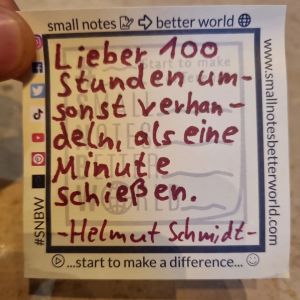 small notes → better world
Lieber 100
Stunden um-
sonst verhan-
deln, als eine
Minute
schießen.
-Helmut Schmidt-
www.smallnotesbetterworld.com
#SNBW
...start to make a difference...